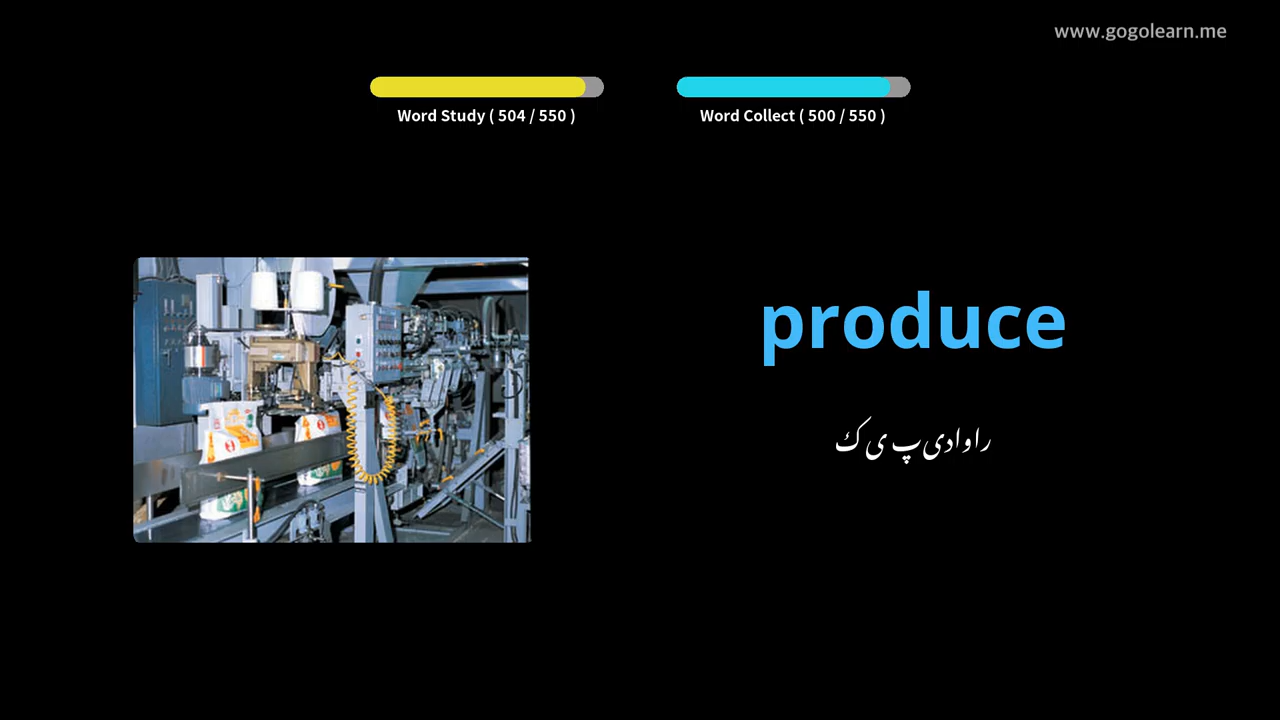 www.gogolearn.me
Word Study ( 504 / 550 )
Word Collect ( 500 / 550 )
produce
راوادی پ ی ک